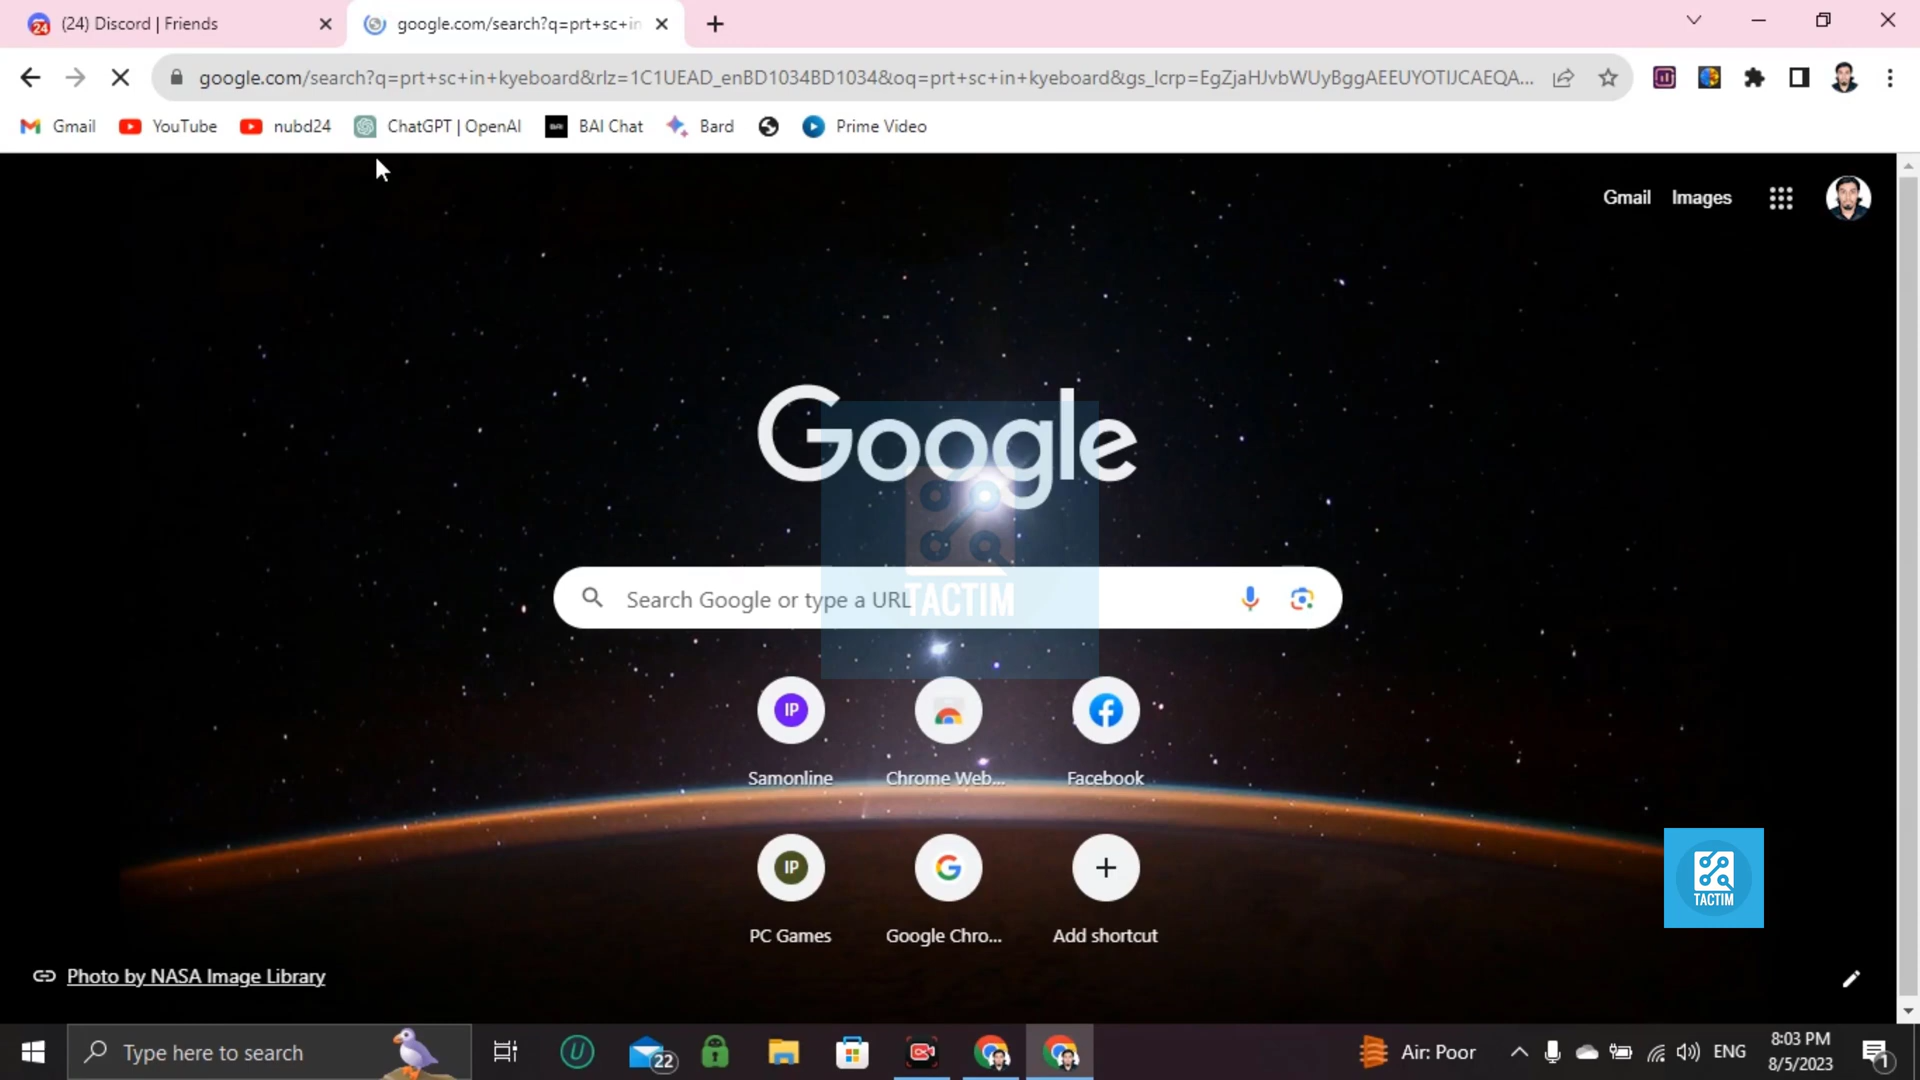 (24) Discord | Friends
google.com/search?q=prt+sc+in
google.com/search?q=prt+sc+in+kyeboard&rlz=1C1UEAD_enBD1034BD1034&oq=prt+sc+in+kyeboard&gs_lcrp=EgZjaHJvbWUyBggAEEUYOTIJCAEQA...
Gmail YouTube nubd24 ChatGPT | OpenAI BAI Chat Bard Prime Video
Gmail Images
Google
Search Google or type a URL
TACTIM
IP
Samonline Chrome Web... Facebook
IP
PC Games Google Chro... Add shortcut
TACTIM
Photo by NASA Image Library
Type here to search
22
Air: Poor
ENG
8:03 PM
8/5/2023
1